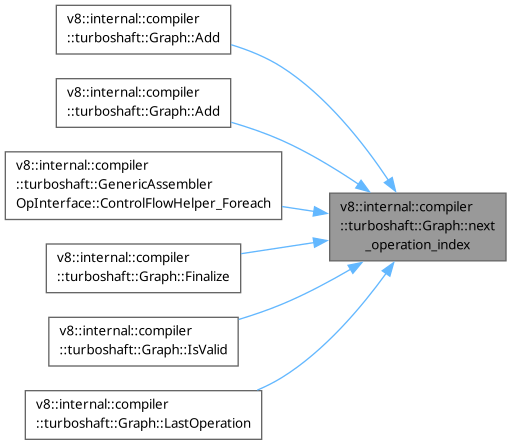 v8::internal::compiler
::turboshaft::Graph::Add
v8::internal::compiler
::turboshaft::Graph::Add
v8::internal::compiler
::turboshaft::GenericAssembler
OpInterface::ControlFlowHelper_Foreach
v8::internal::compiler
::turboshaft::Graph::next
_operation_index
v8::internal::compiler
::turboshaft::Graph::Finalize
v8::internal::compiler
::turboshaft::Graph::IsValid
v8::internal::compiler
::turboshaft::Graph::LastOperation